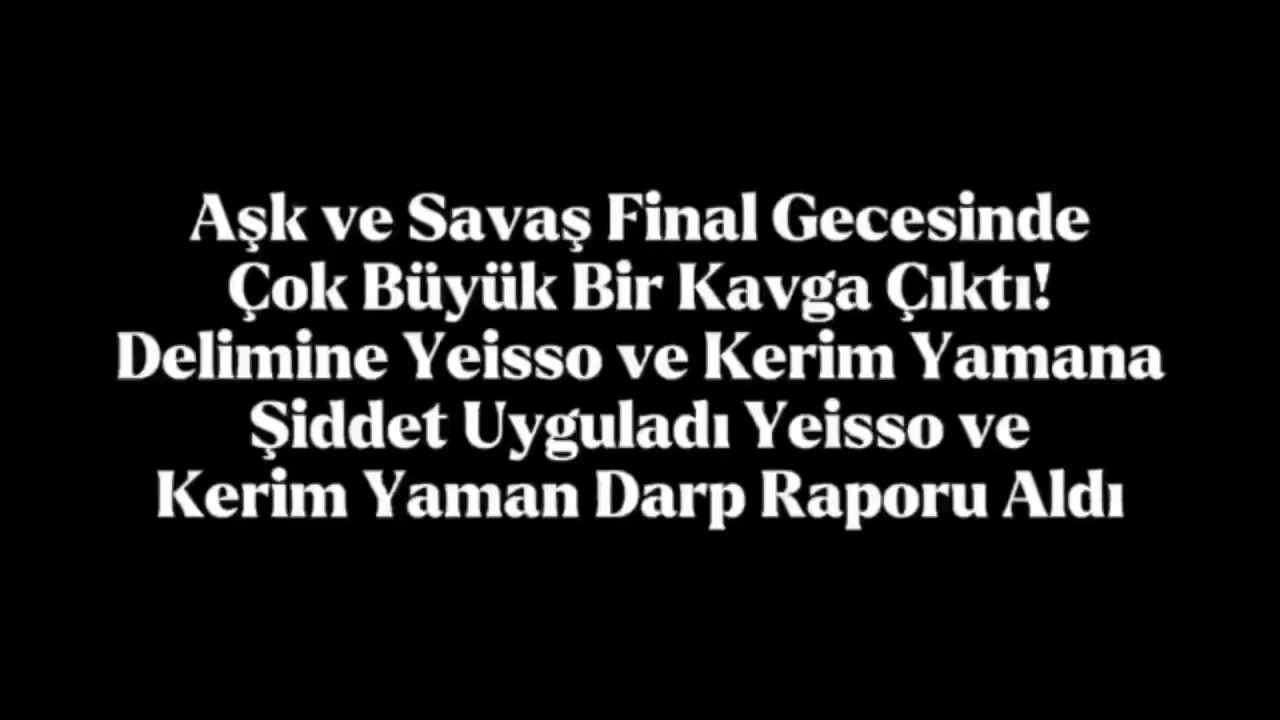 Aşk ve Savaş Final Gecesinde
Çok Büyük Bir Kavga Çıktı!
Delimine Yeisso ve Kerim Yamana
Şiddet Uyguladı Yeisso ve
Kerim Yaman Darp Raporu Aldı